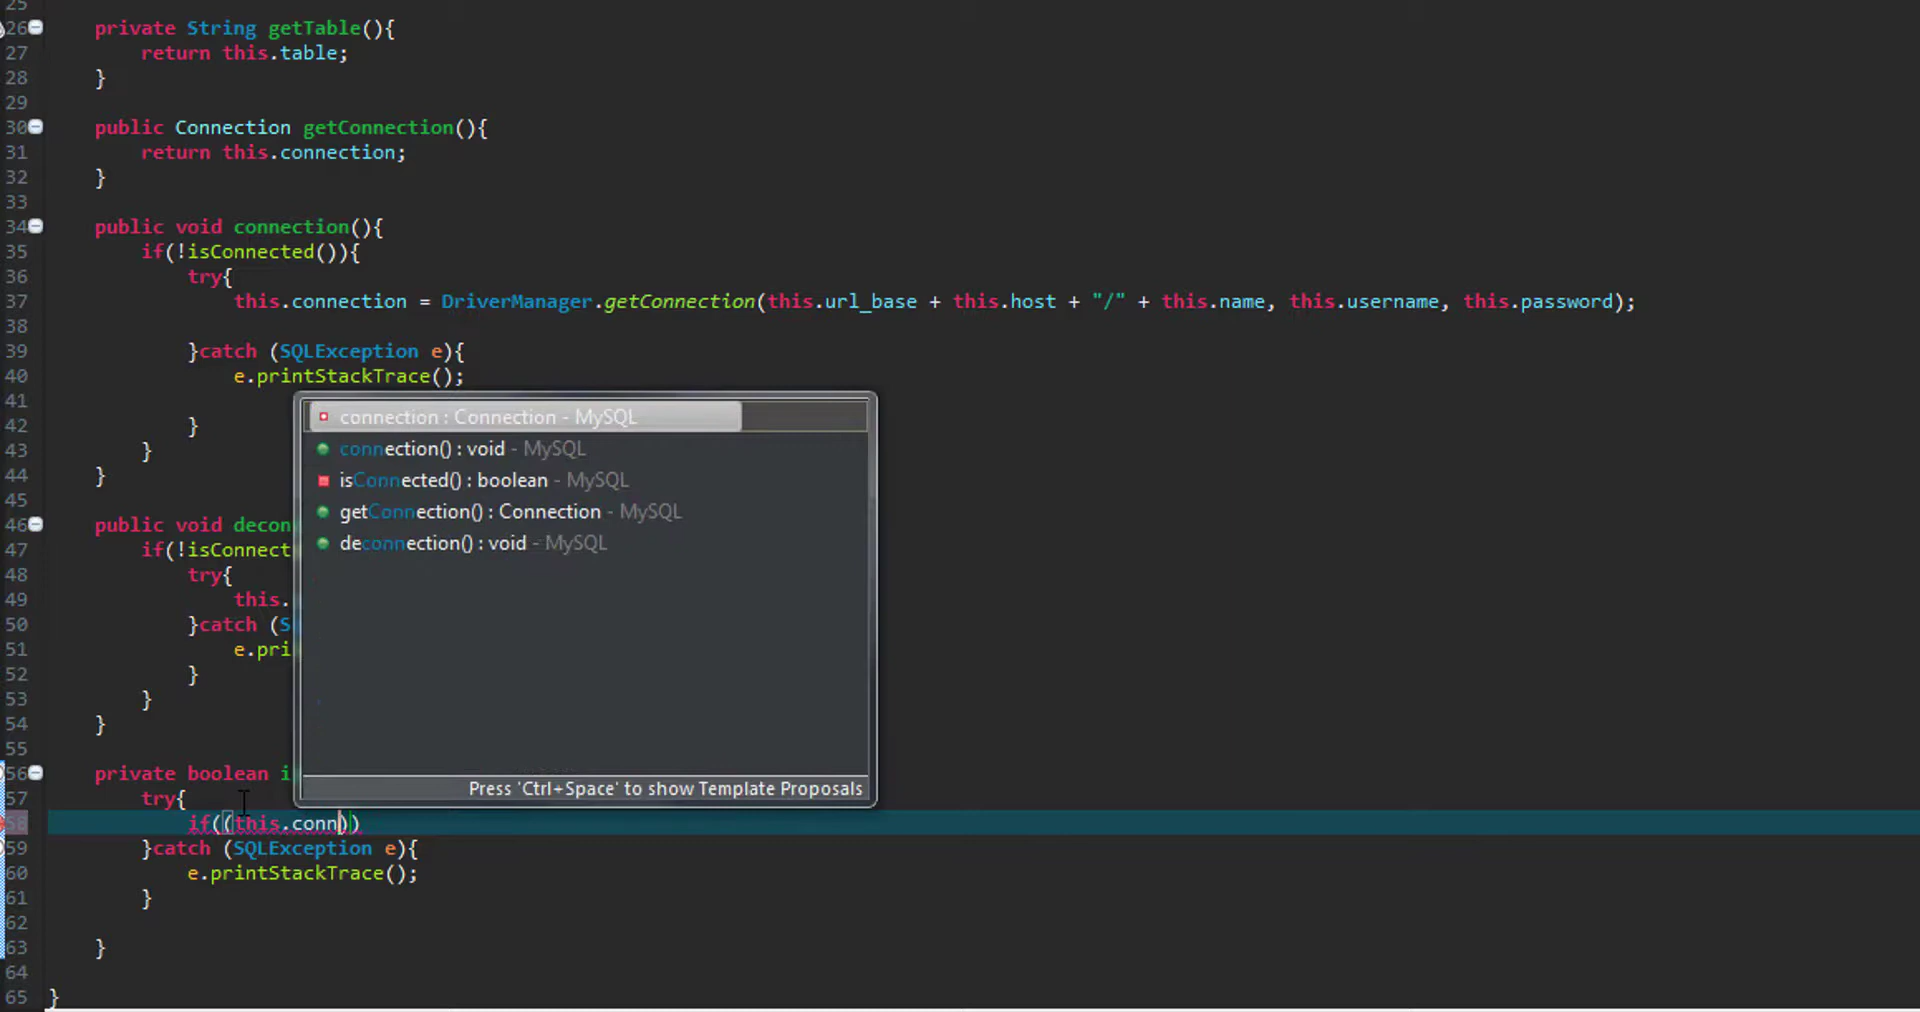 25
26 private String getTable(){
27 return this.table;
28 }
29
30 public Connection getConnection(){
31 return this.connection;
32 }
33
34 public void connection(){
35 if(!isConnected()){
36 try{
37 this.connection = DriverManager.getConnection(this.url_base + this.host + "/" + this.name, this.username, this.password);
38
39 }catch (SQLException e){
40 e.printStackTrace();
41
42 }
43 }
44 }
45
46 public void decon
47 if(!isConnect
48 try{
49 this.
50 }catch (S
51 e.pri
52 }
53 }
54 }
55
56 private boolean i
57 try{
58 if((this.conn))
59 }catch (SQLException e){
60 e.printStackTrace();
61 }
62
63 }
64
65 }
connection : Connection - MySQL
connection() : void - MySQL
isConnected() : boolean - MySQL
getConnection() : Connection - MySQL
deconnection() : void - MySQL
Press 'Ctrl+Space' to show Template Proposals